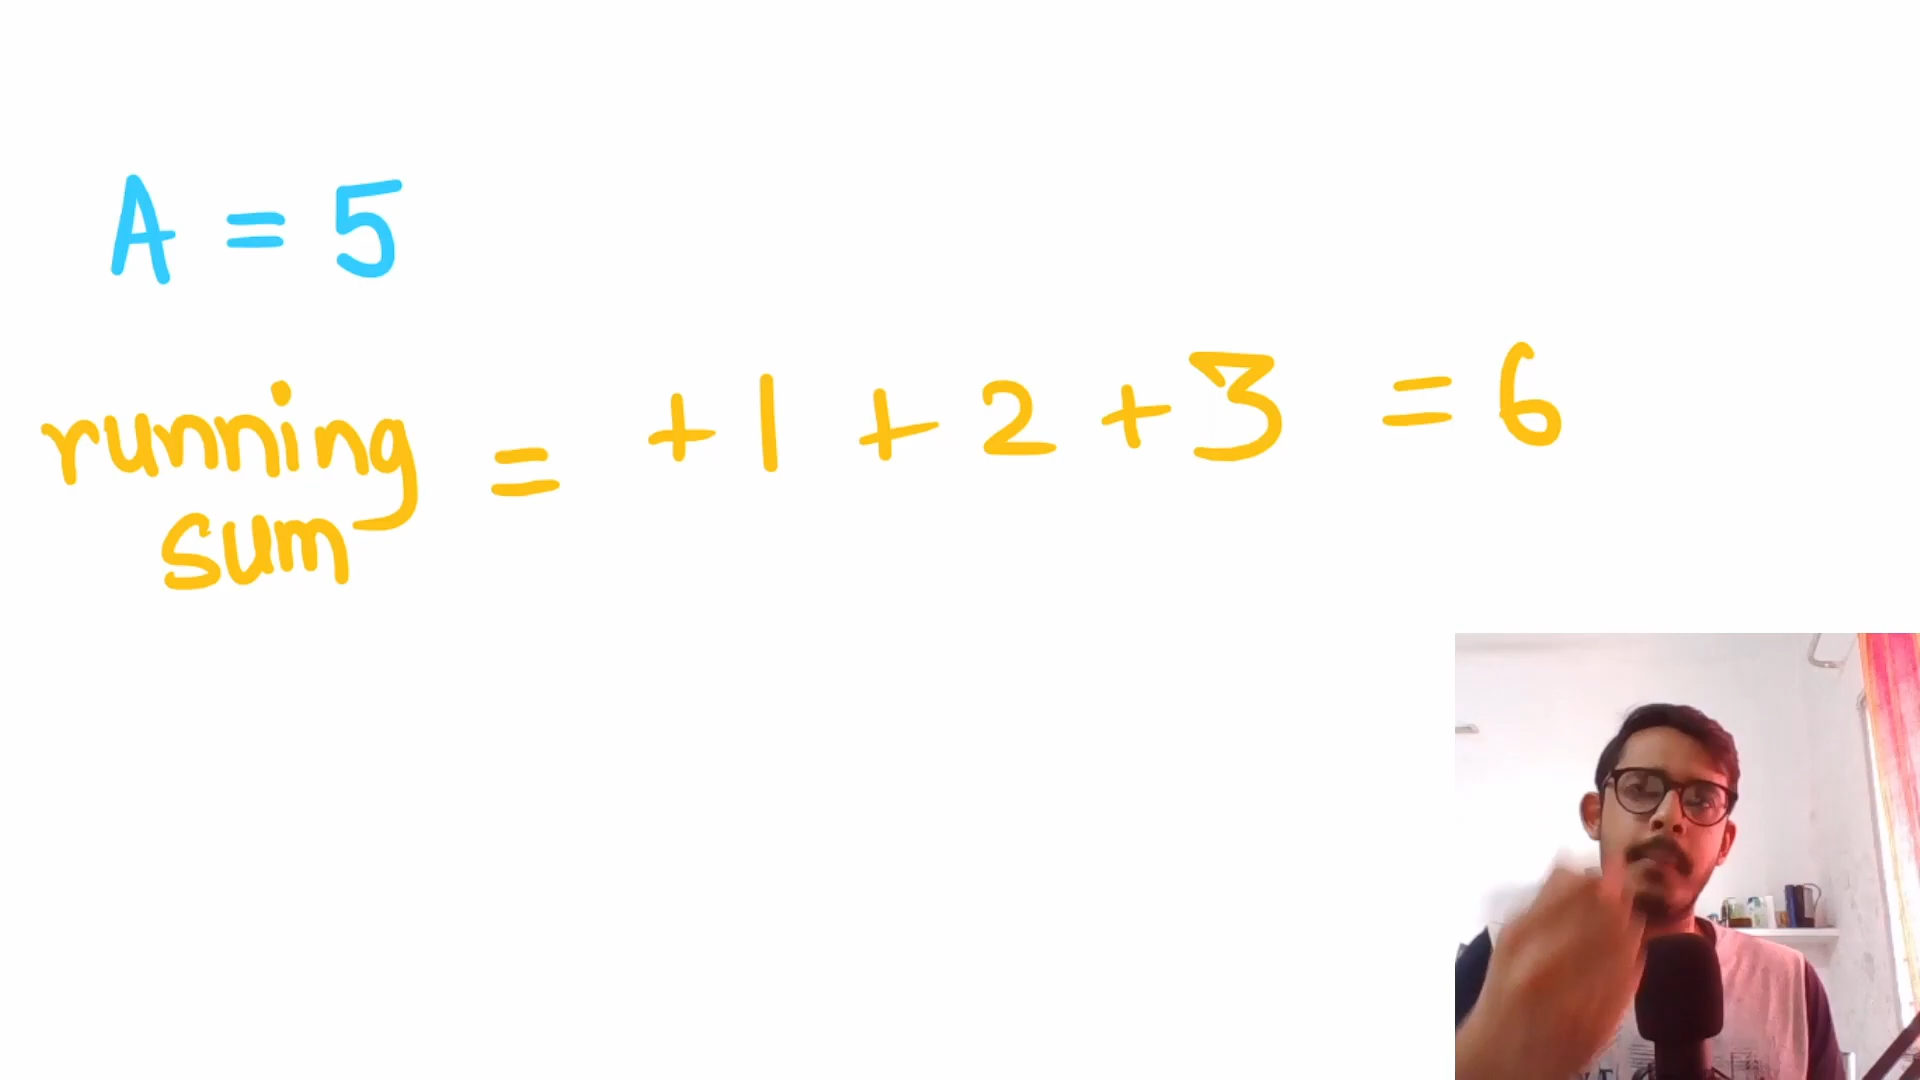 A = 5
running sum = +1 + 2 + 3 = 6